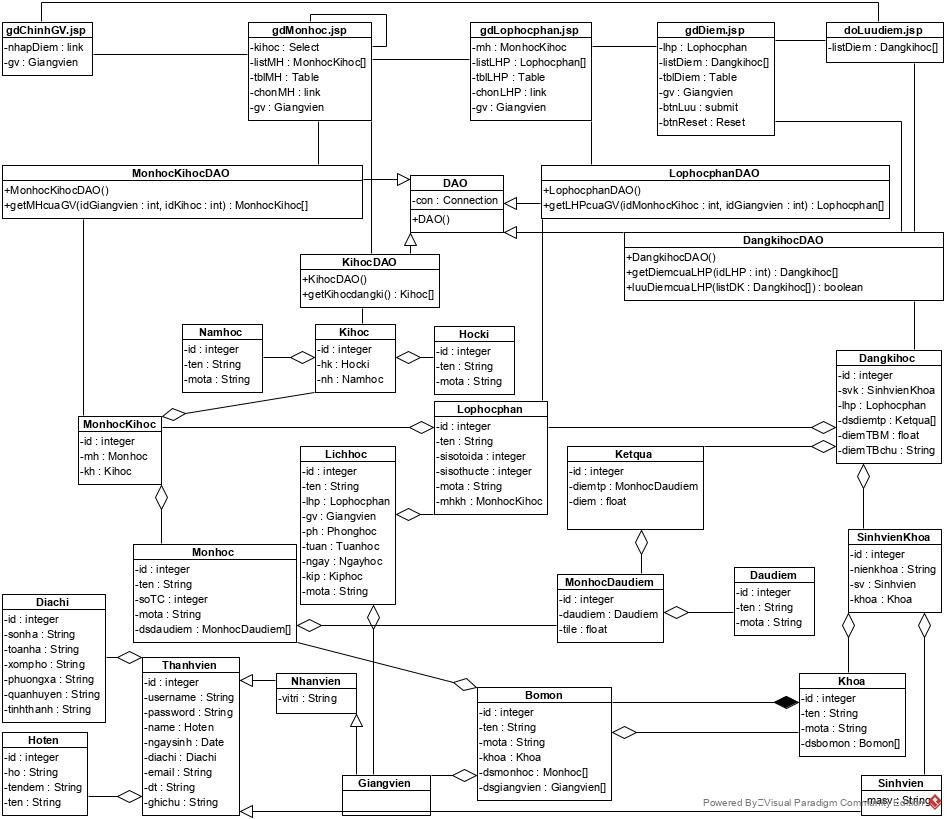 gdChinhGV.jsp
-nhapDiem : link
-gv : Giangvien
gdMonhoc.jsp
-kihoc : Select
-listMH : MonhocKihoc[]
-tblMH : Table
-chonMH : link
-gv : Giangvien
gdLophocphan.jsp
-mh : MonhocKihoc
-listLHP : Lophocphan[]
-tblLHP : Table
-chonLHP : link
-gv : Giangvien
gdDiem.jsp
-lhp : Lophocphan
-listDiem : Dangkihoc[]
-tblDiem : Table
-gv : Giangvien
-btnLuu : submit
-btnReset : Reset
doLuudiem.jsp
-listDiem : Dangkihoc[]
MonhocKihocDAO
+MonhocKihocDAO()
+getMHcuaGV(idGiangvien : int, idKihoc : int) : MonhocKihoc[]
DAO
-con : Connection
+DAO()
LophocphanDAO
+LophocphanDAO()
+getLHPcuaGV(idMonhocKihoc : int, idGiangvien : int) : Lophocphan[]
KihocDAO
+KihocDAO()
+getKihocdangki() : Kihoc[]
DangkihocDAO
+DangkihocDAO()
+getDiemcuaLHP(idLHP : int) : Dangkihoc[]
+luuDiemcuaLHP(listDK : Dangkihoc[]) : boolean
Namhoc
-id : integer
-ten : String
-mota : String
Kihoc
-id : integer
-hk : Hocki
-nh : Namhoc
Hocki
-id : integer
-ten : String
-mota : String
Dangkihoc
-id : integer
-svk : SinhvienKhoa
-lhp : Lophocphan
-dsdiemtp : Ketqua[]
-diemTBM : float
-diemTBchu : String
MonhocKihoc
-id : integer
-mh : Monhoc
-kh : Kihoc
Lophocphan
-id : integer
-ten : String
-sisotoida : integer
-sisothucte : integer
-mota : String
-mhkh : MonhocKihoc
Lichhoc
-id : integer
-ten : String
-lhp : Lophocphan
-gv : Giangvien
-ph : Phonghoc
-tuan : Tuanhoc
-ngay : Ngayhoc
-kip : Kiphoc
-mota : String
Ketqua
-id : integer
-diemtp : MonhocDaudiem
-diem : float
SinhvienKhoa
-id : integer
-nienkhoa : String
-sv : Sinhvien
-khoa : Khoa
Monhoc
-id : integer
-ten : String
-soTC : integer
-mota : String
-dsdaudiem : MonhocDaudiem[]
MonhocDaudiem
-id : integer
-daudiem : Daudiem
-tile : float
Daudiem
-id : integer
-ten : String
-mota : String
Diachi
-id : integer
-sonha : String
-toanha : String
-xompho : String
-phuongxa : String
-quanhuyen : String
-tinhthanh : String
Thanhvien
-id : integer
-username : String
-password : String
-name : Hoten
-ngaysinh : Date
-diachi : Diachi
-email : String
-dt : String
-ghichu : String
Nhanvien
-vitri : String
Bomon
-id : integer
-ten : String
-mota : String
-khoa : Khoa
-dsmonhoc : Monhoc[]
-dsgiangvien : Giangvien[]
Khoa
-id : integer
-ten : String
-mota : String
-dsbomon : Bomon[]
Hoten
-id : integer
-ho : String
-tendem : String
-ten : String
Giangvien
Sinhvien
-masv : String
Powered By Visual Paradigm Community Edition